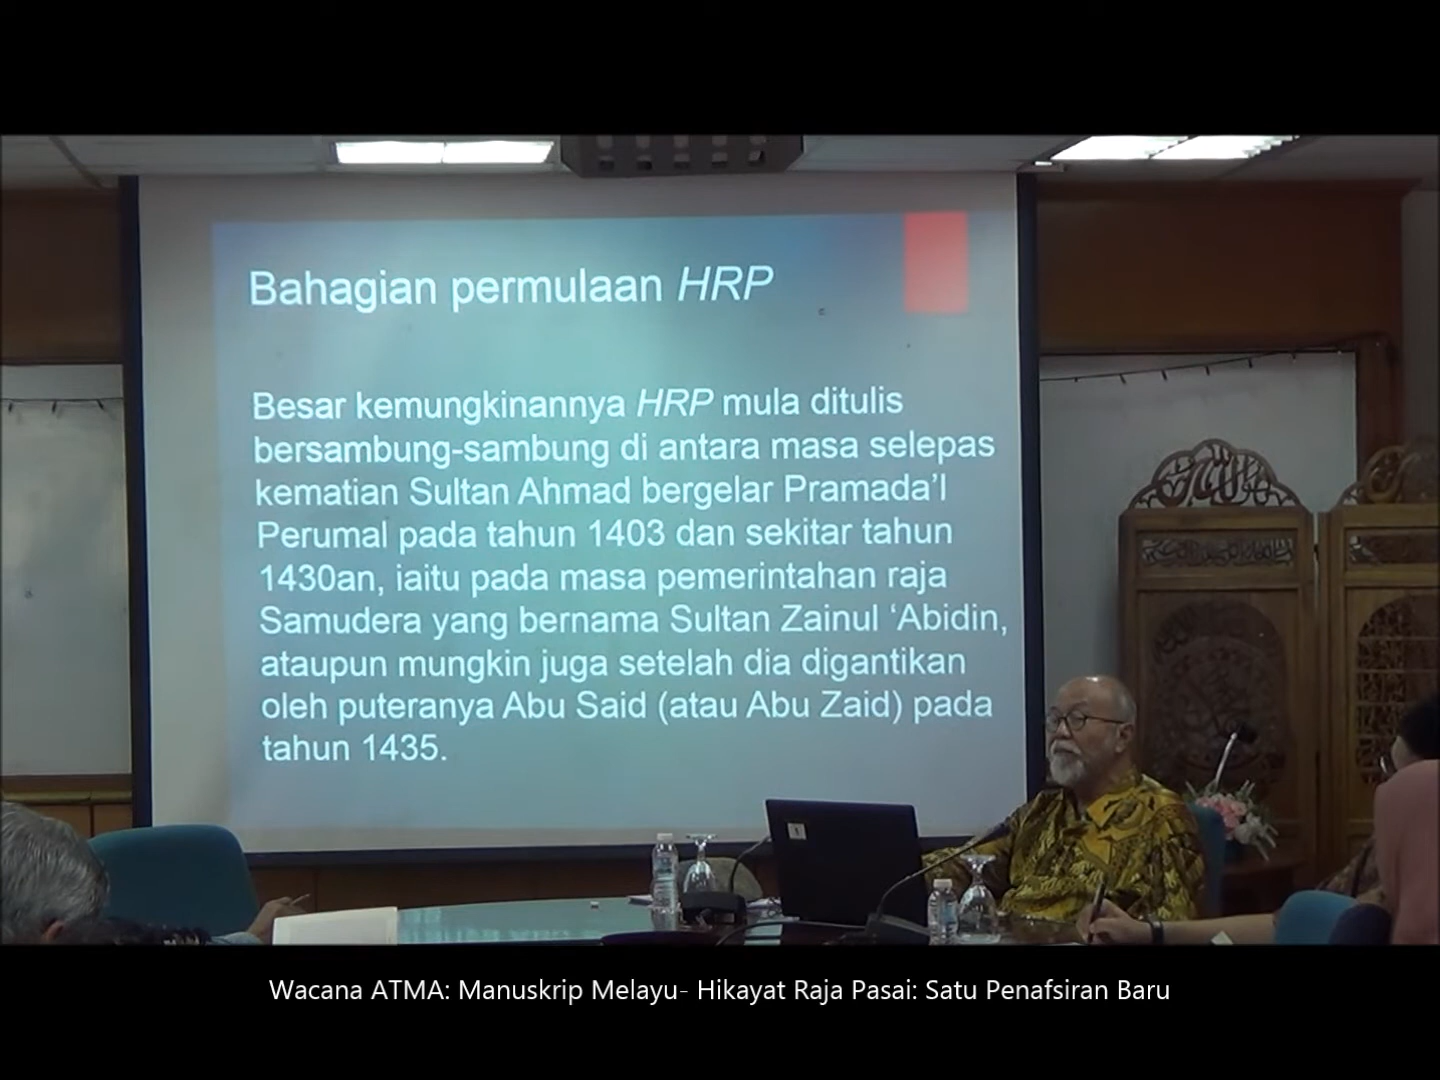 Bahagian permulaan HRP
Besar kemungkinannya HRP mula ditulis
bersambung-sambung di antara masa selepas
kematian Sultan Ahmad bergelar Pramada’l
Perumal pada tahun 1403 dan sekitar tahun
1430an, iaitu pada masa pemerintahan raja
Samudera yang bernama Sultan Zainul ‘Abidin,
ataupun mungkin juga setelah dia digantikan
oleh puteranya Abu Said (atau Abu Zaid) pada
tahun 1435.
Wacana ATMA: Manuskrip Melayu- Hikayat Raja Pasai: Satu Penafsiran Baru